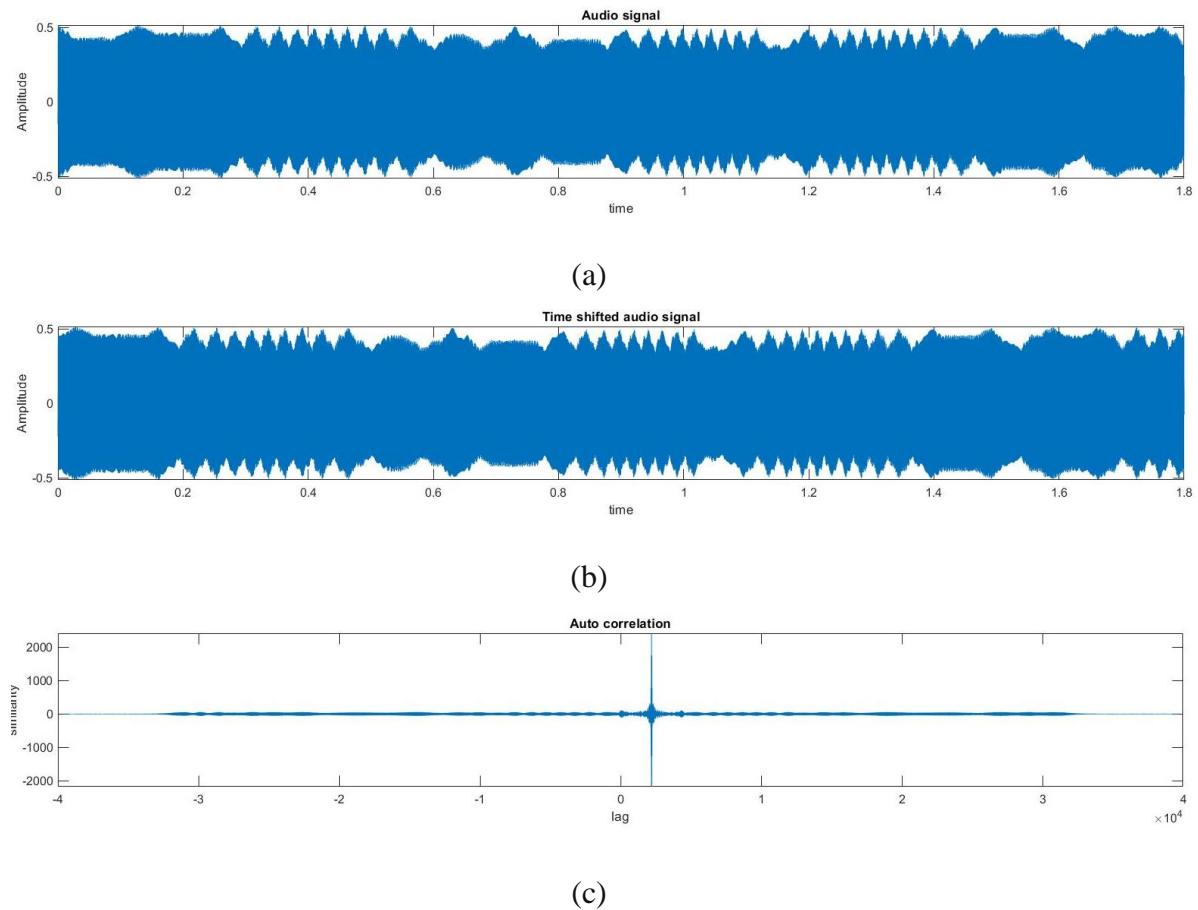 Audio signal
0.5
0
-0.5
Amplitude
0 0.2 0.4 0.6 0.8 1 1.2 1.4 1.6 1.8
time
(a)
Time shifted audio signal
0.5
0
-0.5
Amplitude
0 0.2 0.4 0.6 0.8 1 1.2 1.4 1.6 1.8
time
(b)
Auto correlation
2000
1000
0
-1000
-2000
-4 -3 -2 -1 0 1 2 3 4
lag
×10^4
(c)